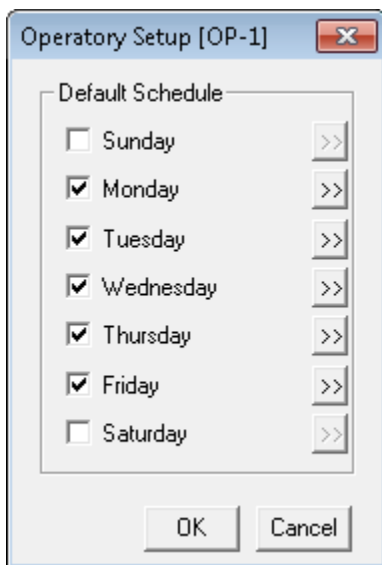 Operatory Setup [OP-1]
Default Schedule
Sunday >>
Monday >>
Tuesday >>
Wednesday >>
Thursday >>
Friday >>
Saturday >>
OK Cancel